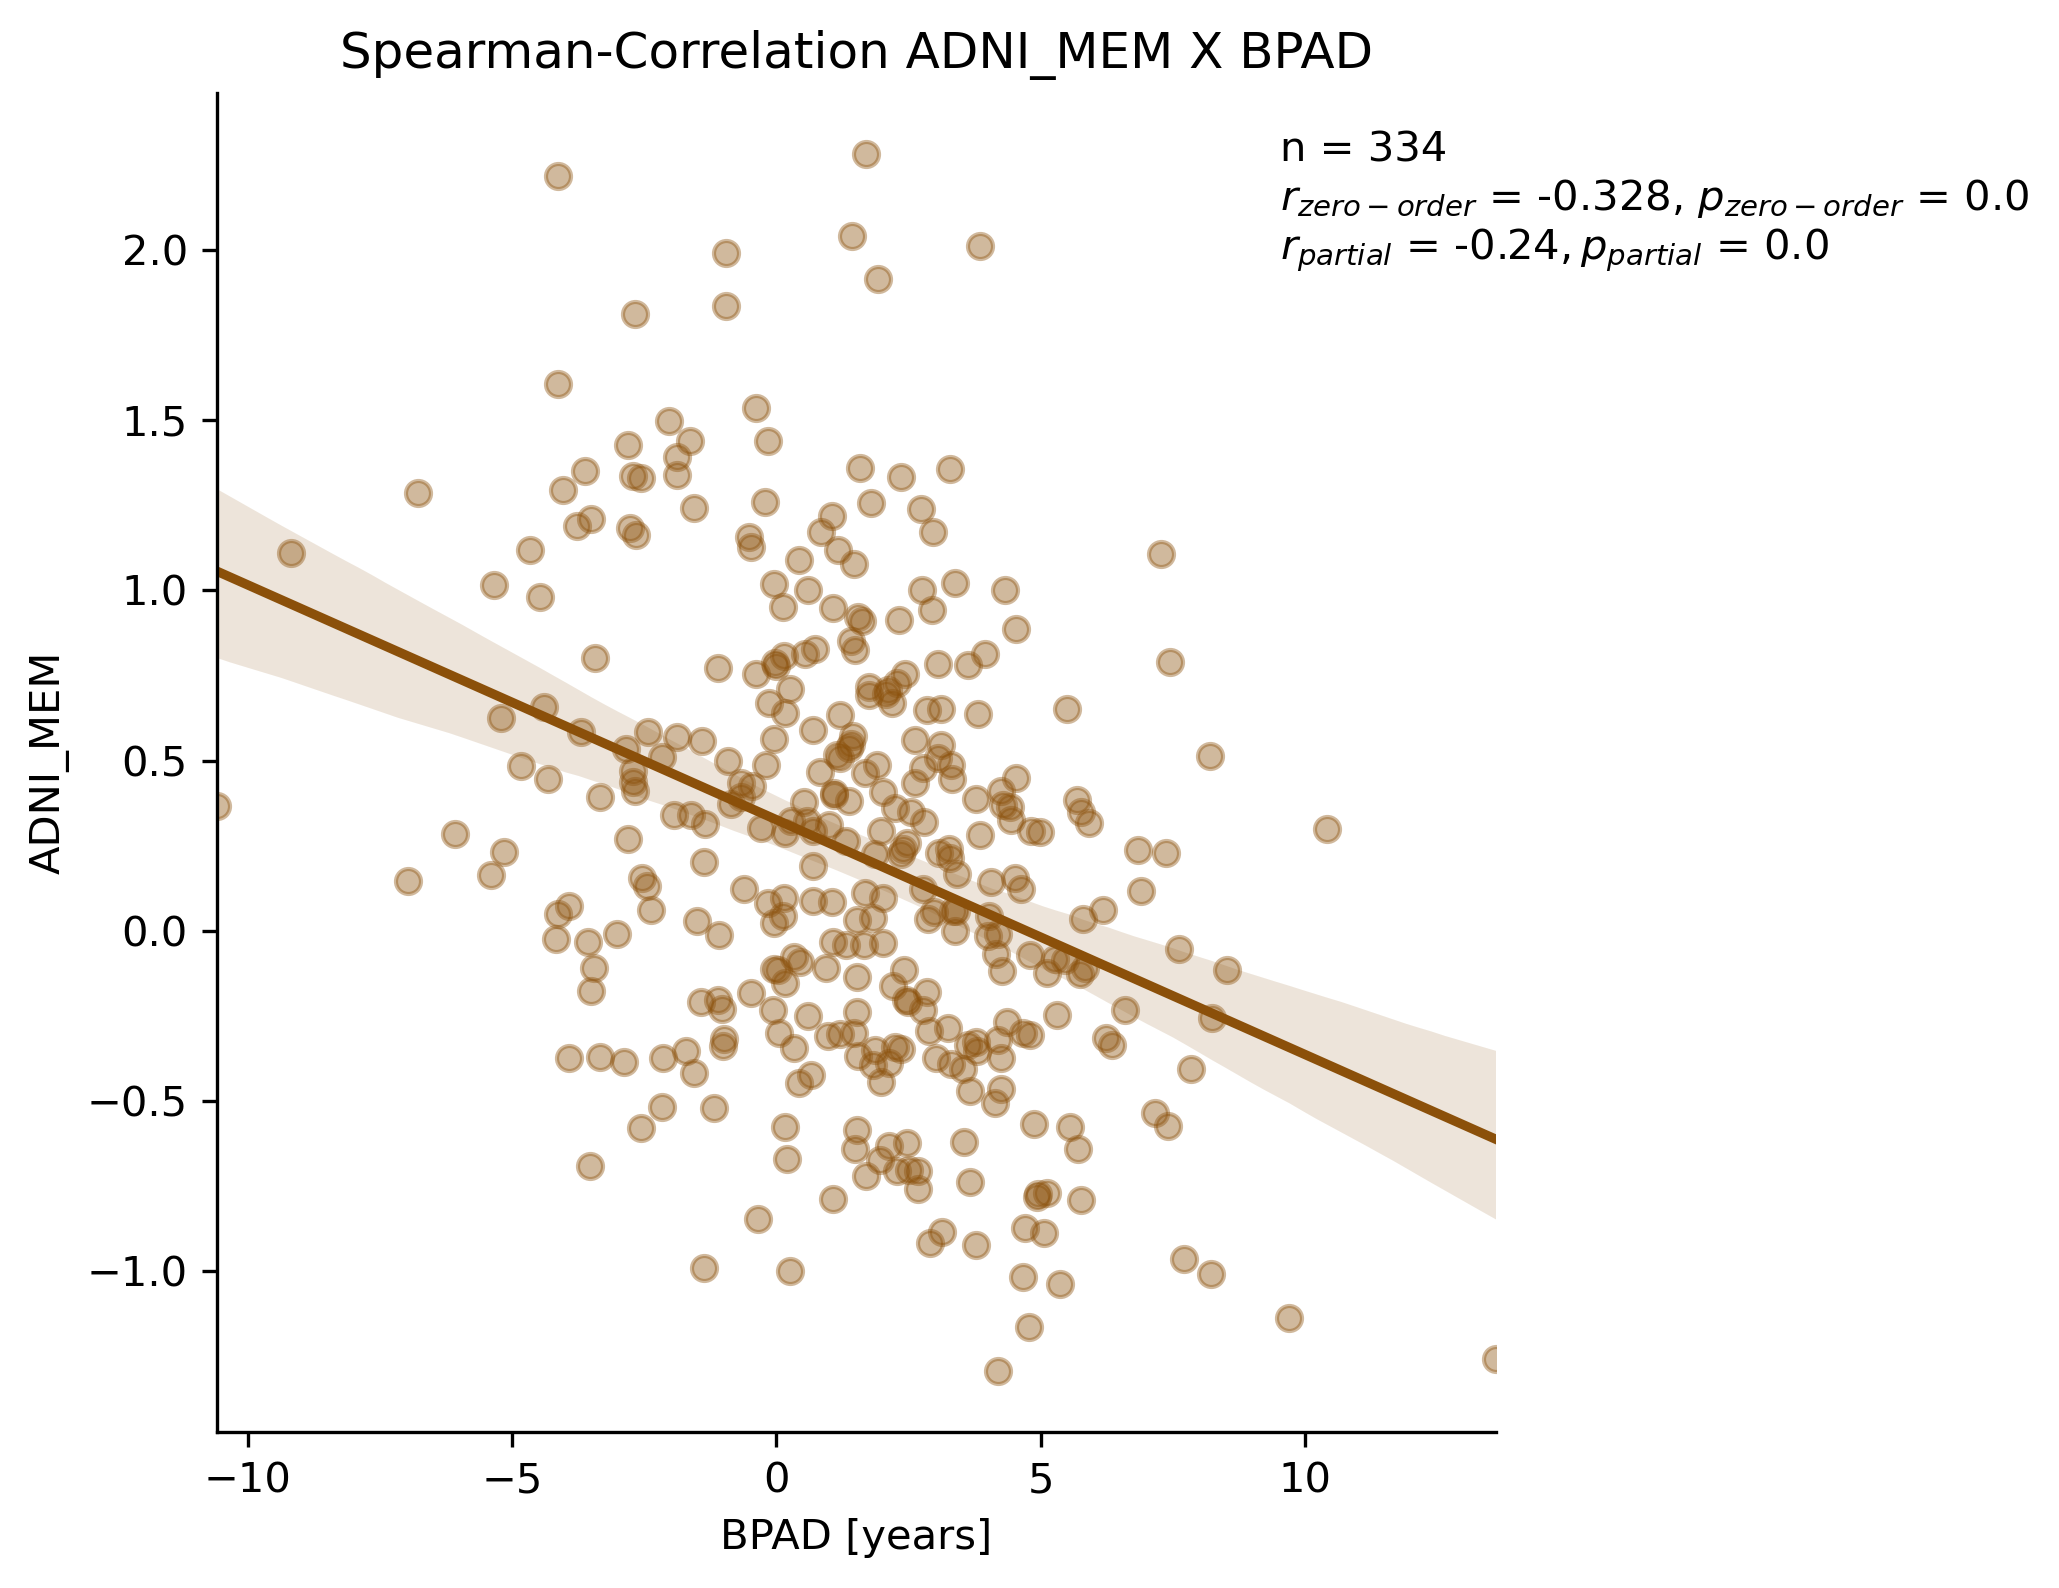 Spearman-Correlation ADNI_MEM X BPAD
n = 334
r_zero−order = -0.328, p_zero−order = 0.0
r_partial = -0.24, p_partial = 0.0
ADNI_MEM
2.0
1.5
1.0
0.5
0.0
−0.5
−1.0
−10 −5 0 5 10
BPAD [years]